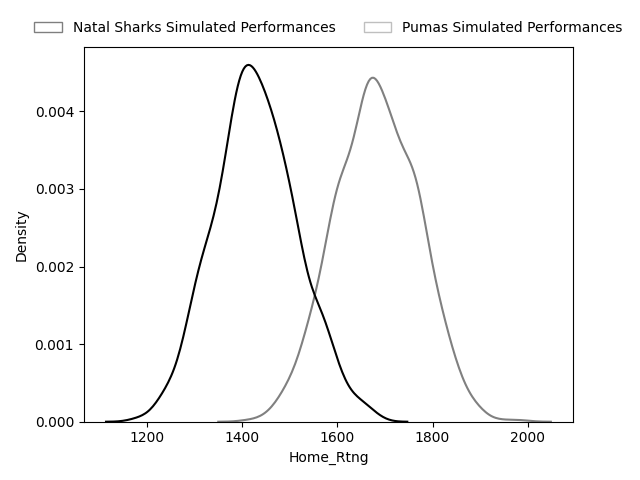 Natal Sharks Simulated Performances
Pumas Simulated Performances
0.004
0.003
0.002
0.001
0.000
Density
1200
1400
1600
1800
2000
Home_Rtng